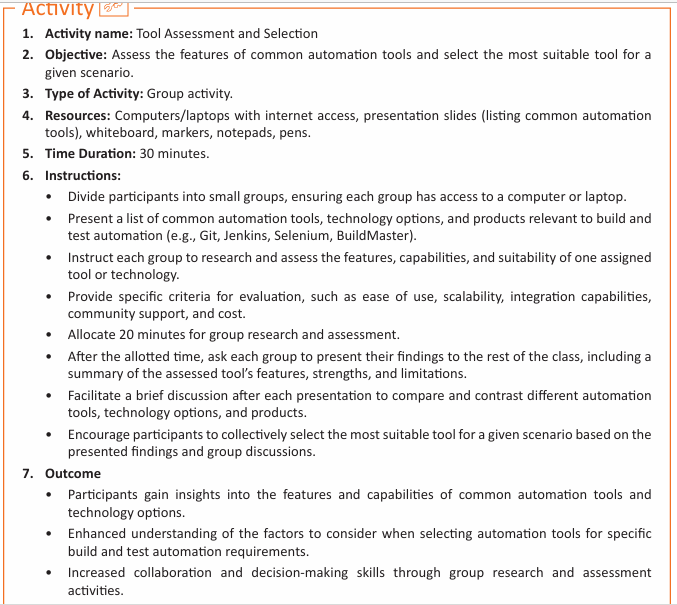 Activity
1. Activity name: Tool Assessment and Selection
2. Objective: Assess the features of common automation tools and select the most suitable tool for a
given scenario.
3. Type of Activity: Group activity.
4. Resources: Computers/laptops with internet access, presentation slides (listing common automation
tools), whiteboard, markers, notepads, pens.
5. Time Duration: 30 minutes.
6. Instructions:
• Divide participants into small groups, ensuring each group has access to a computer or laptop.
• Present a list of common automation tools, technology options, and products relevant to build and
test automation (e.g., Git, Jenkins, Selenium, BuildMaster).
• Instruct each group to research and assess the features, capabilities, and suitability of one assigned
tool or technology.
• Provide specific criteria for evaluation, such as ease of use, scalability, integration capabilities,
community support, and cost.
• Allocate 20 minutes for group research and assessment.
• After the allotted time, ask each group to present their findings to the rest of the class, including a
summary of the assessed tool's features, strengths, and limitations.
• Facilitate a brief discussion after each presentation to compare and contrast different automation
tools, technology options, and products.
• Encourage participants to collectively select the most suitable tool for a given scenario based on the
presented findings and group discussions.
7. Outcome
• Participants gain insights into the features and capabilities of common automation tools and
technology options.
• Enhanced understanding of the factors to consider when selecting automation tools for specific
build and test automation requirements.
• Increased collaboration and decision-making skills through group research and assessment
activities.